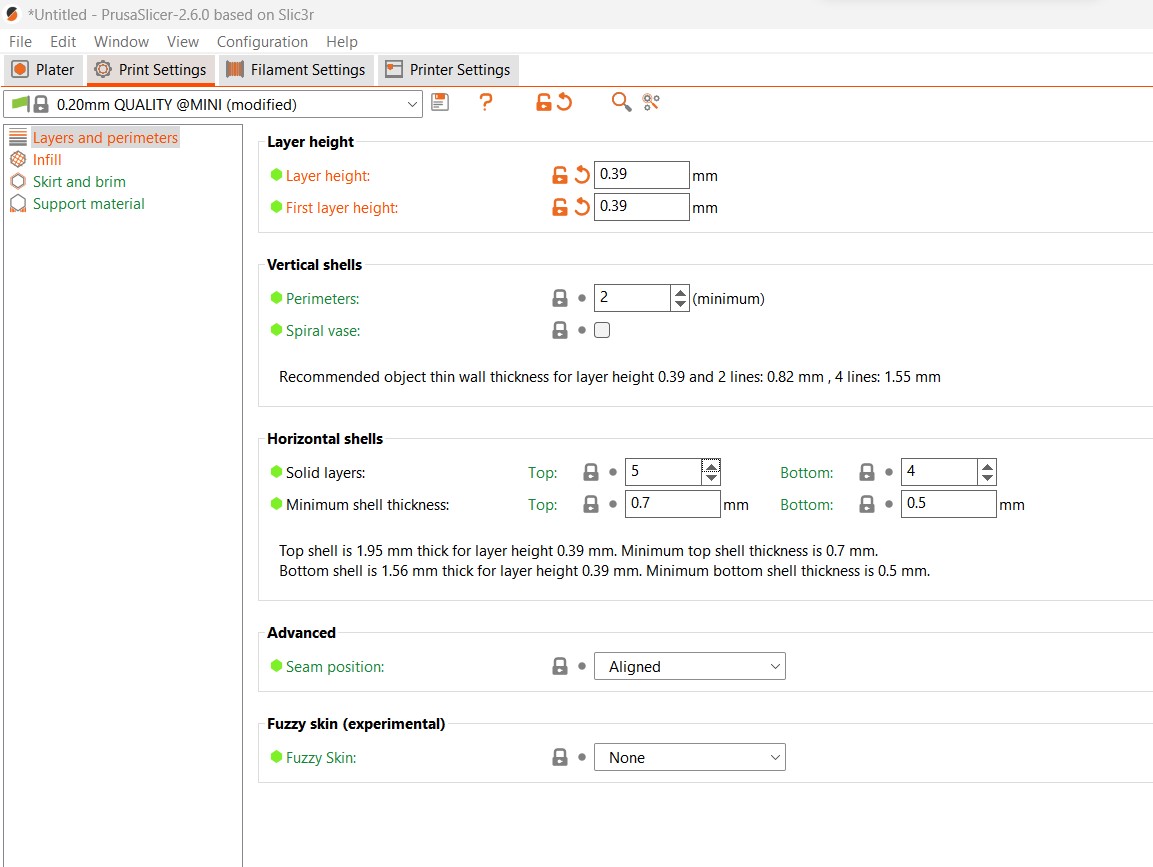 *Untitled - PrusaSlicer-2.6.0 based on Slic3r
File Edit Window View Configuration Help
Plater Print Settings Filament Settings Printer Settings
0.20mm QUALITY @MINI (modified) ?
Layers and perimeters
Infill
Skirt and brim
Support material
Layer height
Layer height: 0.39 mm
First layer height: 0.39 mm
Vertical shells
Perimeters: 2 (minimum)
Spiral vase:
Recommended object thin wall thickness for layer height 0.39 and 2 lines: 0.82 mm , 4 lines: 1.55 mm
Horizontal shells
Solid layers: Top: 5 Bottom: 4
Minimum shell thickness: Top: 0.7 mm Bottom: 0.5 mm
Top shell is 1.95 mm thick for layer height 0.39 mm. Minimum top shell thickness is 0.7 mm.
Bottom shell is 1.56 mm thick for layer height 0.39 mm. Minimum bottom shell thickness is 0.5 mm.
Advanced
Seam position: Aligned
Fuzzy skin (experimental)
Fuzzy Skin: None